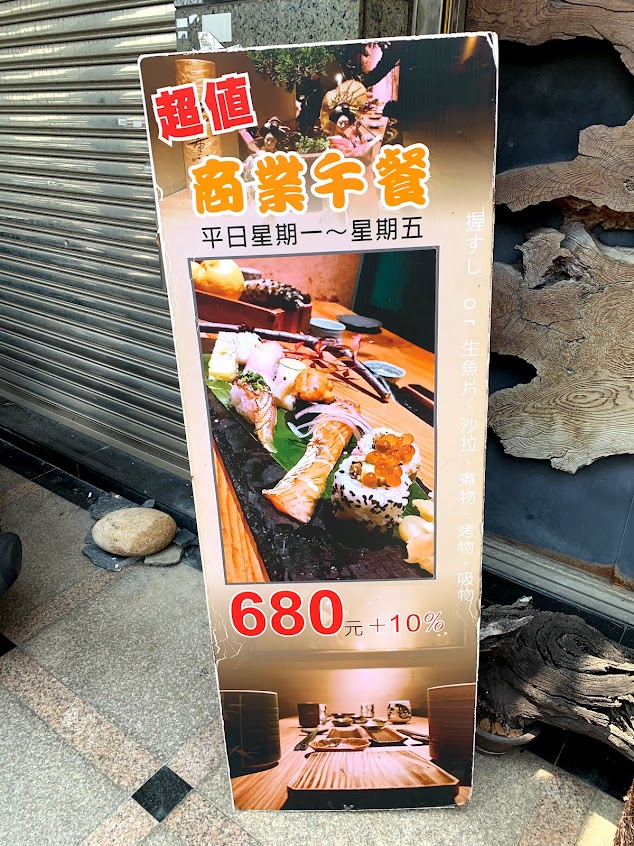 超值
商業午餐
平日星期一～星期五
握すし or 生魚片、沙拉、煮物、烤物、吸物
680元+10%